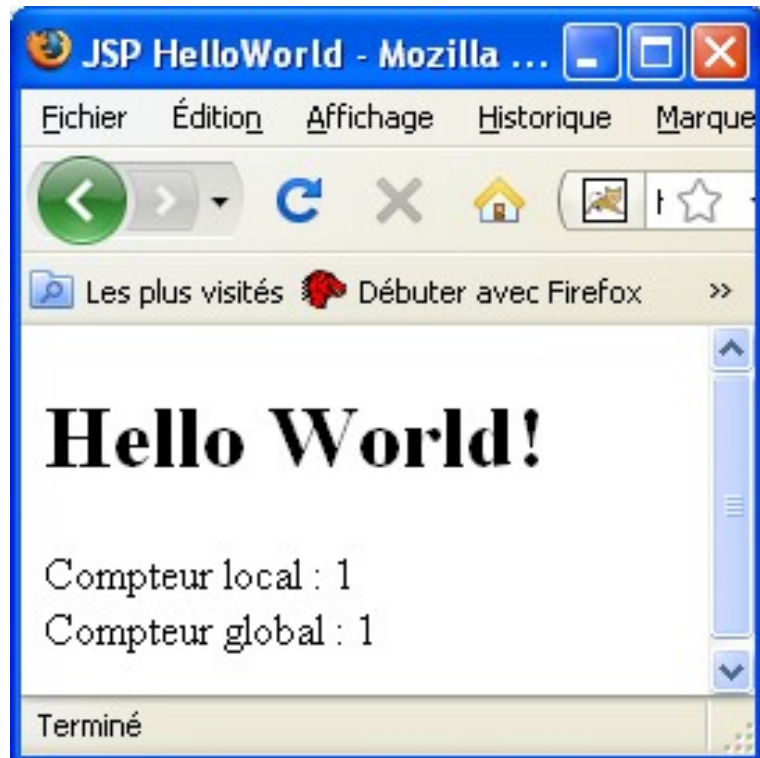 JSP HelloWorld - Mozilla ...
Fichier Édition Affichage Historique Marque
Les plus visités Débuter avec Firefox »
Hello World!
Compteur local : 1
Compteur global : 1
Terminé